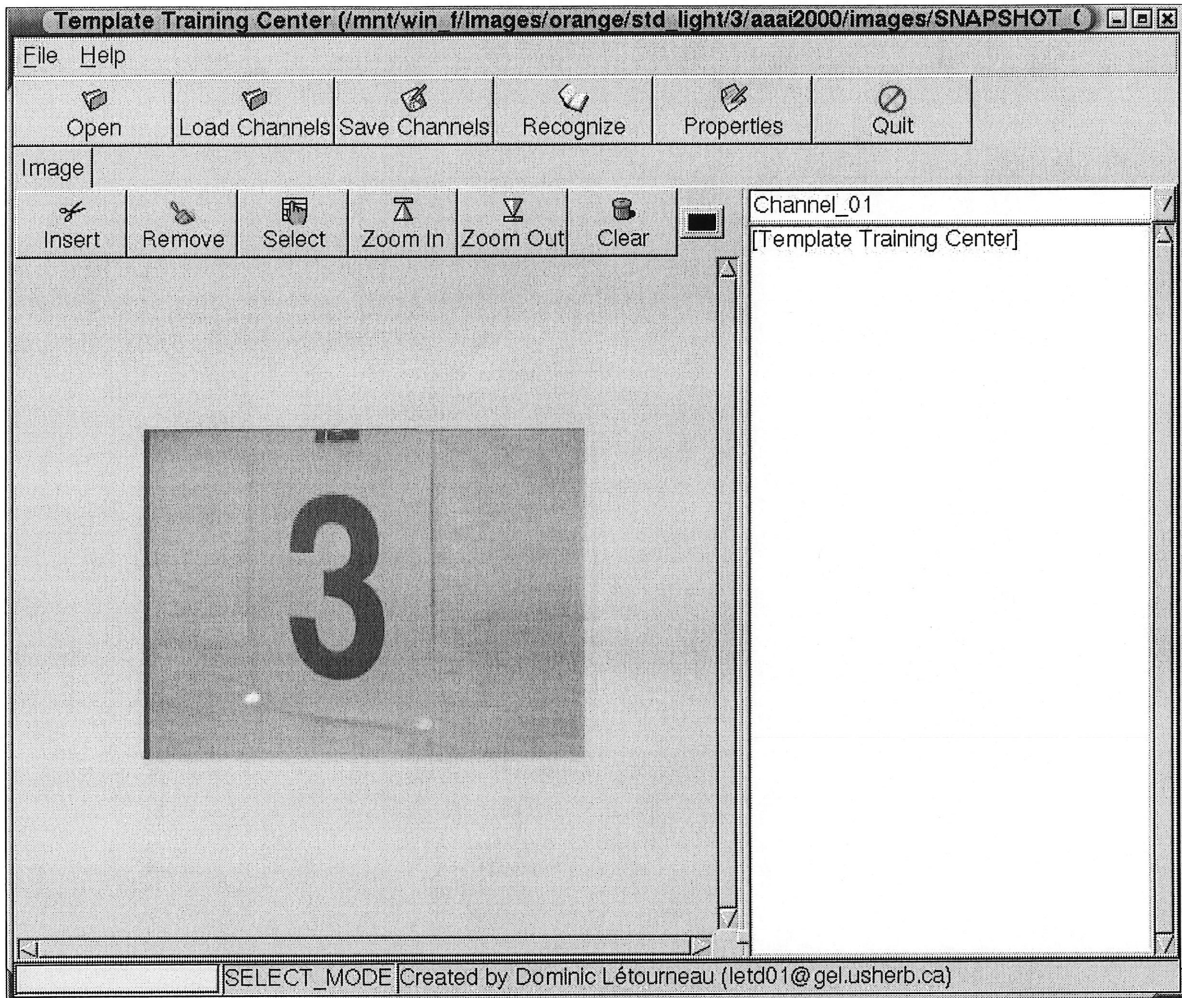 Template Training Center (/mnt/win_f/Images/orange/std_light/3/aaai2000/images/SNAPSHOT_
File Help
Open Load Channels Save Channels Recognize Properties Quit
Image
Insert Remove Select Zoom In Zoom Out Clear
Channel_01
[Template Training Center]
3
SELECT_MODE Created by Dominic Létourneau (letd01@gel.usherb.ca)